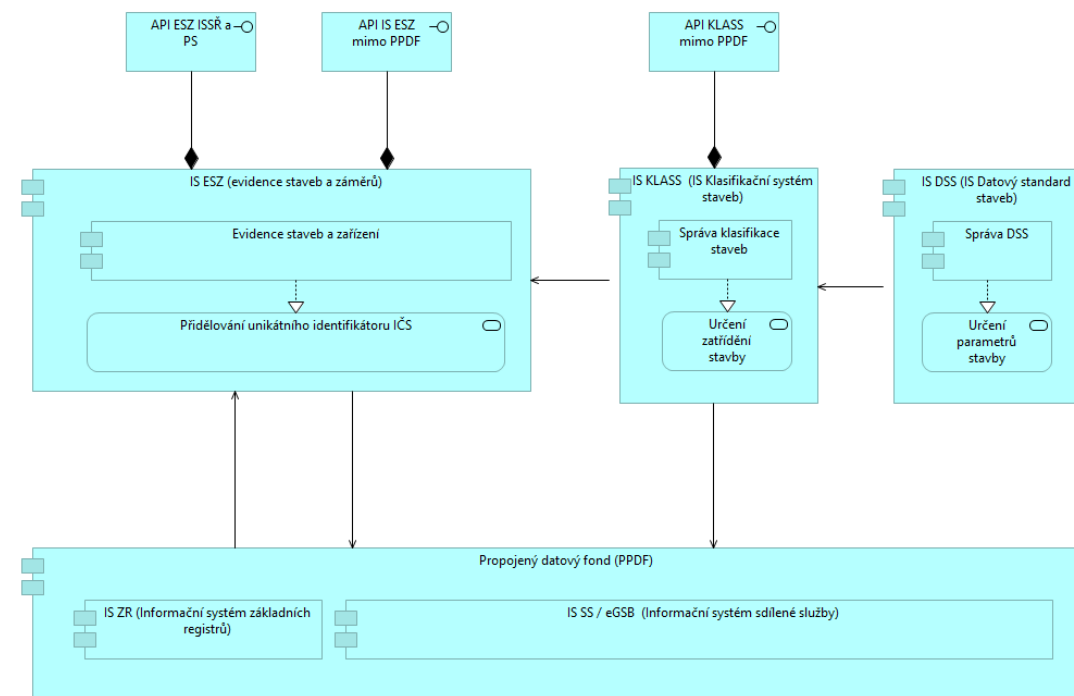 API ESZ ISSŘ a
PS
API IS ESZ
mimo PPDF
API KLASS
mimo PPDF
IS ESZ (evidence staveb a záměrů)
Evidence staveb a zařízení
Přidělování unikátního identifikátoru IČS
IS KLASS (IS Klasifikační systém
staveb)
Správa klasifikace
staveb
Určení
zatřídění
stavby
IS DSS (IS Datový standard
staveb)
Správa DSS
Určení
parametrů
stavby
Propojený datový fond (PPDF)
IS ZR (Informační systém základních
registrů)
IS SS / eGSB (Informační systém sdílené služby)